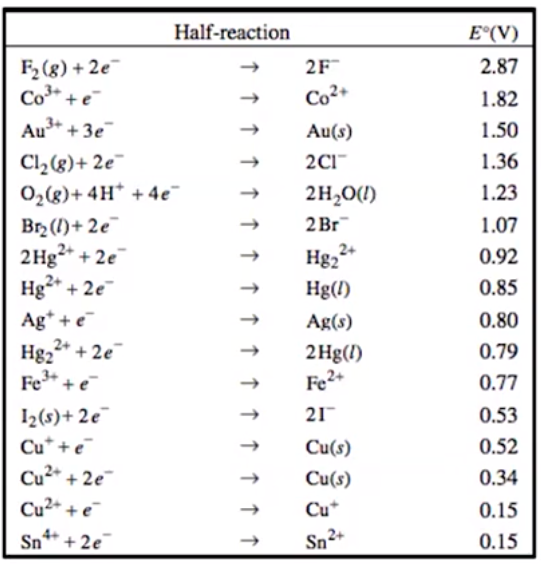 Half-reaction E°(V)
F₂(g) + 2e⁻ → 2F⁻ 2.87
Co³⁺ + e⁻ → Co²⁺ 1.82
Au³⁺ + 3e⁻ → Au(s) 1.50
Cl₂(g) + 2e⁻ → 2Cl⁻ 1.36
O₂(g) + 4H⁺ + 4e⁻ → 2H₂O(l) 1.23
Br₂(l) + 2e⁻ → 2Br⁻ 1.07
2Hg²⁺ + 2e⁻ → Hg₂²⁺ 0.92
Hg²⁺ + 2e⁻ → Hg(l) 0.85
Ag⁺ + e⁻ → Ag(s) 0.80
Hg₂²⁺ + 2e⁻ → 2Hg(l) 0.79
Fe³⁺ + e⁻ → Fe²⁺ 0.77
I₂(s) + 2e⁻ → 2I⁻ 0.53
Cu⁺ + e⁻ → Cu(s) 0.52
Cu²⁺ + 2e⁻ → Cu(s) 0.34
Cu²⁺ + e⁻ → Cu⁺ 0.15
Sn⁴⁺ + 2e⁻ → Sn²⁺ 0.15